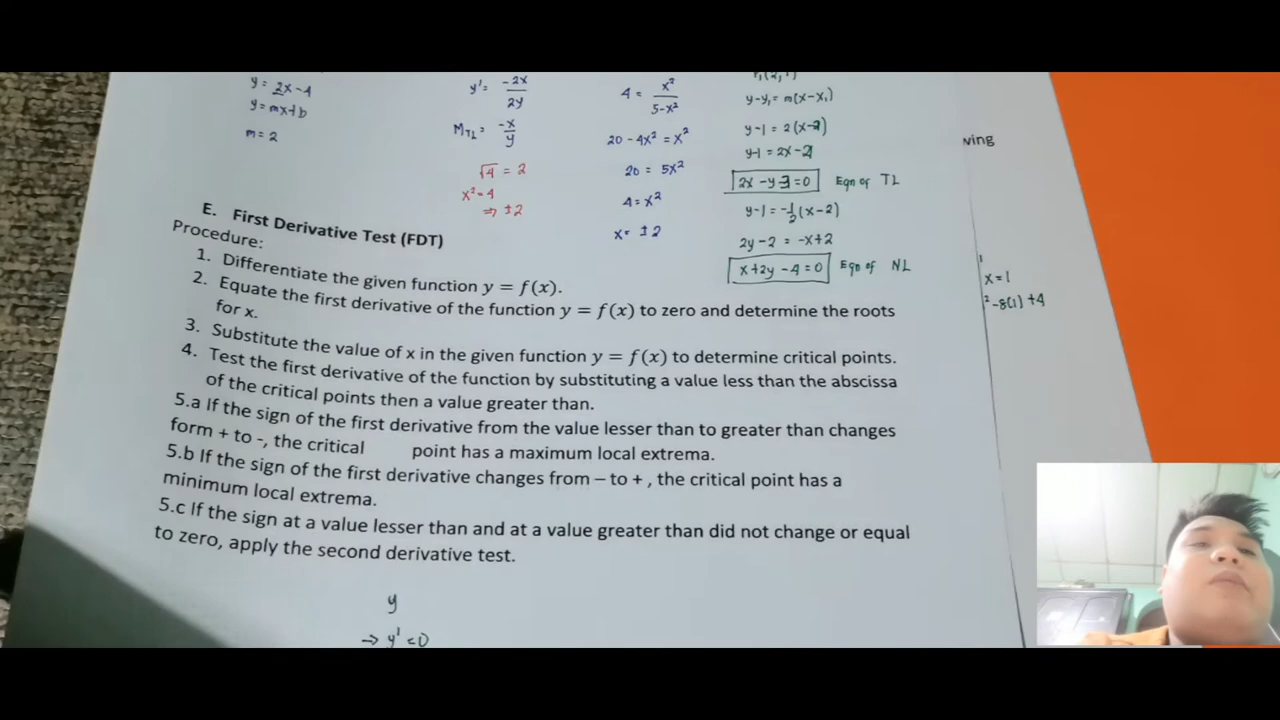 y = 2x-4
y = mx+b
m = 2
y' = -2x/2y
M_TL = -x/y
√4 = 2
x² = 4
⇒ ±2
4 = x²/5-x²
20 - 4x² = x²
20 = 5x²
4 = x²
x = ±2
y-y₁ = m(x-x₁)
y-1 = 2(x-2)
y-1 = 2x-
2x-y-3=0 Eqn of TL
y-1 = -1/2(x-2)
2y-2 = -x+2
x+2y-4=0 Eqn of NL
E. First Derivative Test (FDT)
Procedure:
1. Differentiate the given function y = f(x).
2. Equate the first derivative of the function y = f(x) to zero and determine the roots
for x.
3. Substitute the value of x in the given function y = f(x) to determine critical points.
4. Test the first derivative of the function by substituting a value less than the abscissa
of the critical points then a value greater than.
5.a If the sign of the first derivative from the value lesser than to greater than changes
form + to -, the critical point has a maximum local extrema.
5.b If the sign of the first derivative changes from – to + , the critical point has a
minimum local extrema.
5.c If the sign at a value lesser than and at a value greater than did not change or equal
to zero, apply the second derivative test.
y
→ y' = 0
wing
x = 1
² -8(1) +4